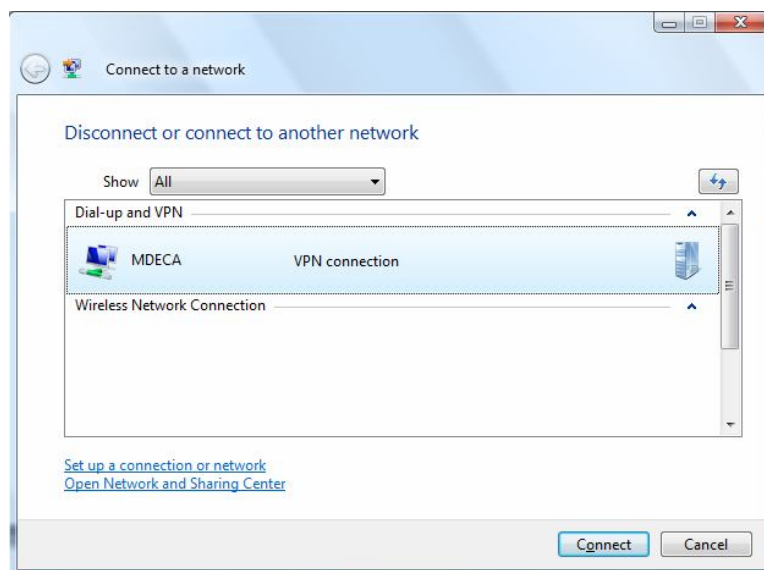 Connect to a network
Disconnect or connect to another network
Show All
Dial-up and VPN
MDECA VPN connection
Wireless Network Connection
Set up a connection or network
Open Network and Sharing Center
Connect Cancel